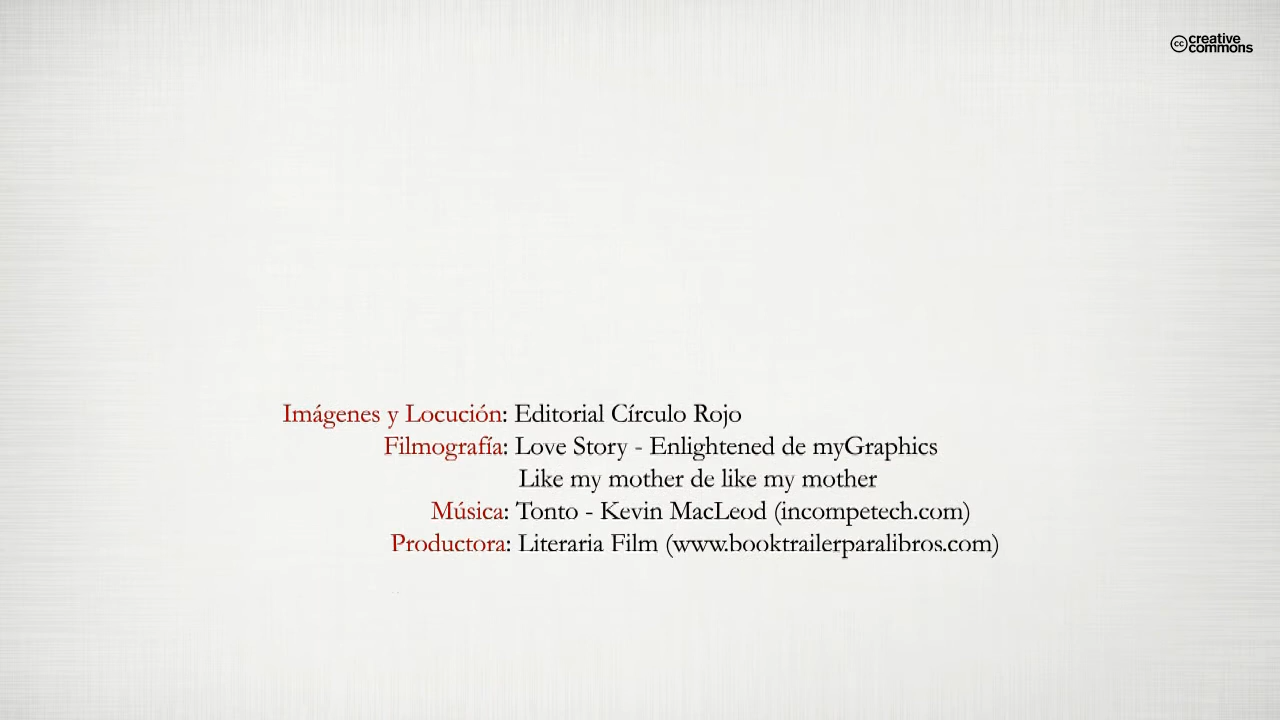 creative
commons
Imágenes y Locución: Editorial Círculo Rojo
Filmografía: Love Story - Enlightened de myGraphics
Like my mother de like my mother
Música: Tonto - Kevin MacLeod (incompetech.com)
Productora: Literaria Film (www.booktrailerparalibros.com)